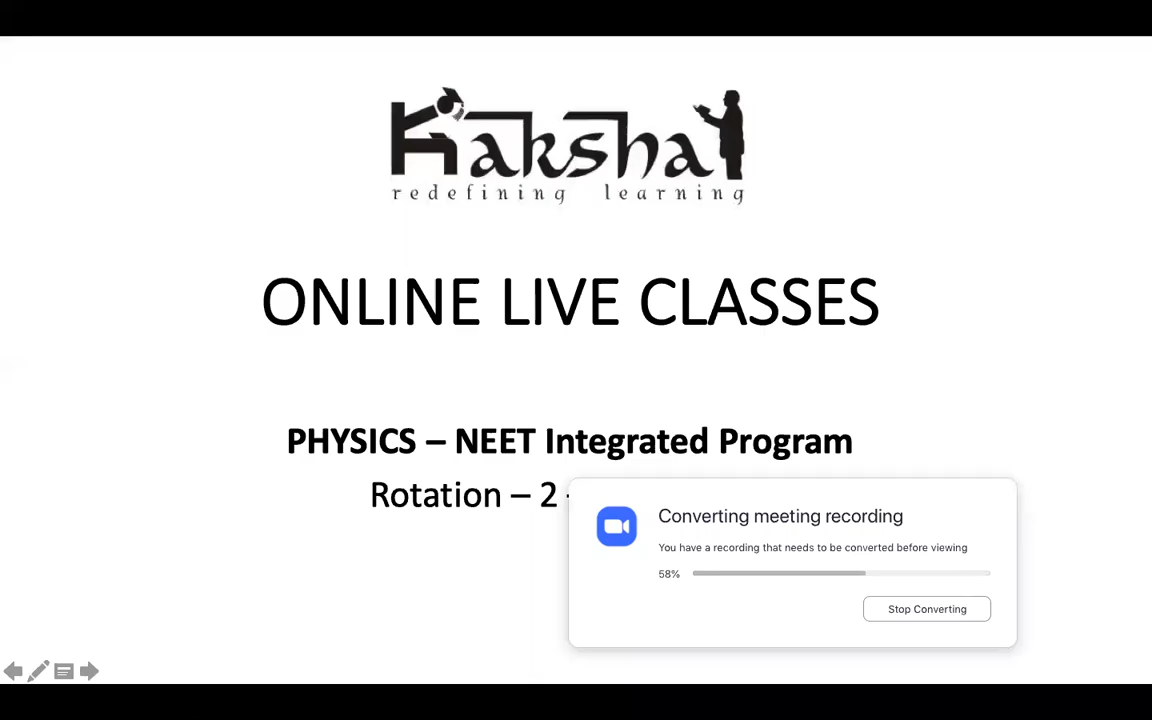 Kaksha
redefining learning
ONLINE LIVE CLASSES
PHYSICS – NEET Integrated Program
Rotation – 2 -
Converting meeting recording
You have a recording that needs to be converted before viewing
58%
Stop Converting